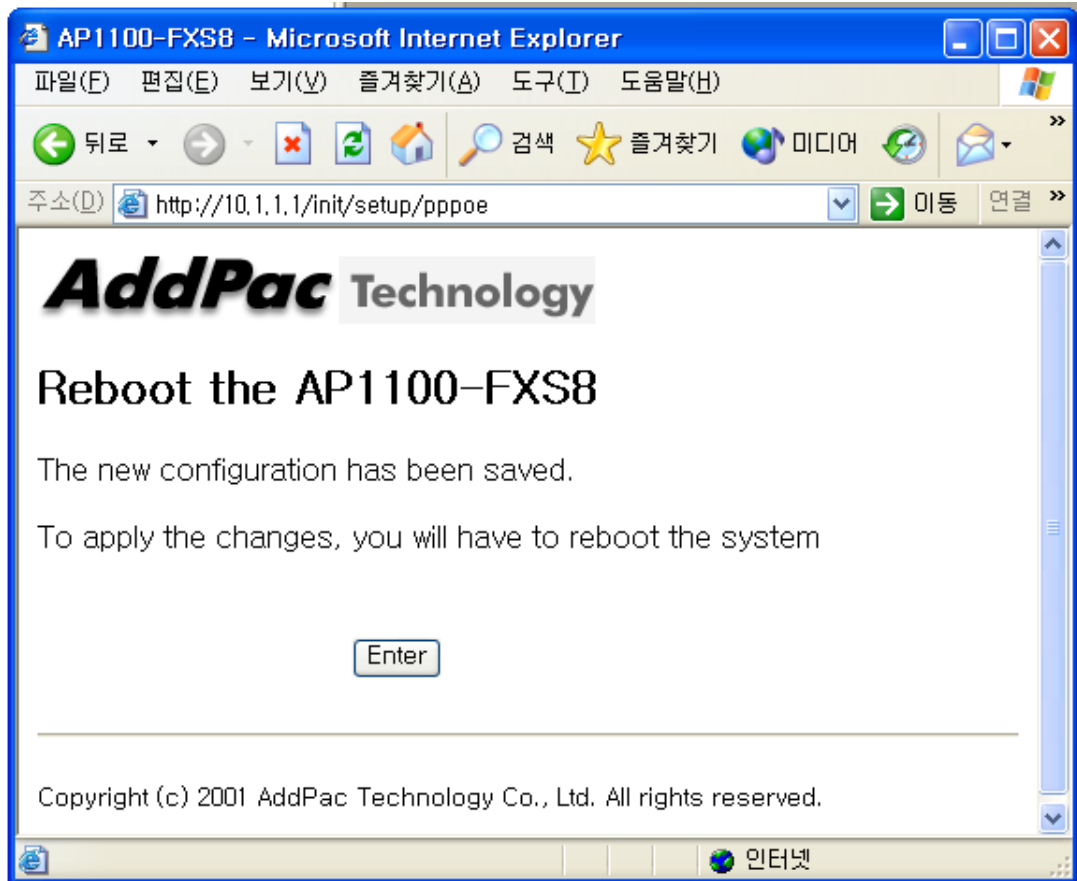 AP1100-FXS8 - Microsoft Internet Explorer
파일(F) 편집(E) 보기(V) 즐겨찾기(A) 도구(T) 도움말(H)
뒤로 검색 즐겨찾기 미디어 »
주소(D) http://10.1.1.1/init/setup/pppoe 이동 연결 »
AddPac Technology
Reboot the AP1100-FXS8
The new configuration has been saved.
To apply the changes, you will have to reboot the system
Enter
Copyright (c) 2001 AddPac Technology Co., Ltd. All rights reserved.
인터넷